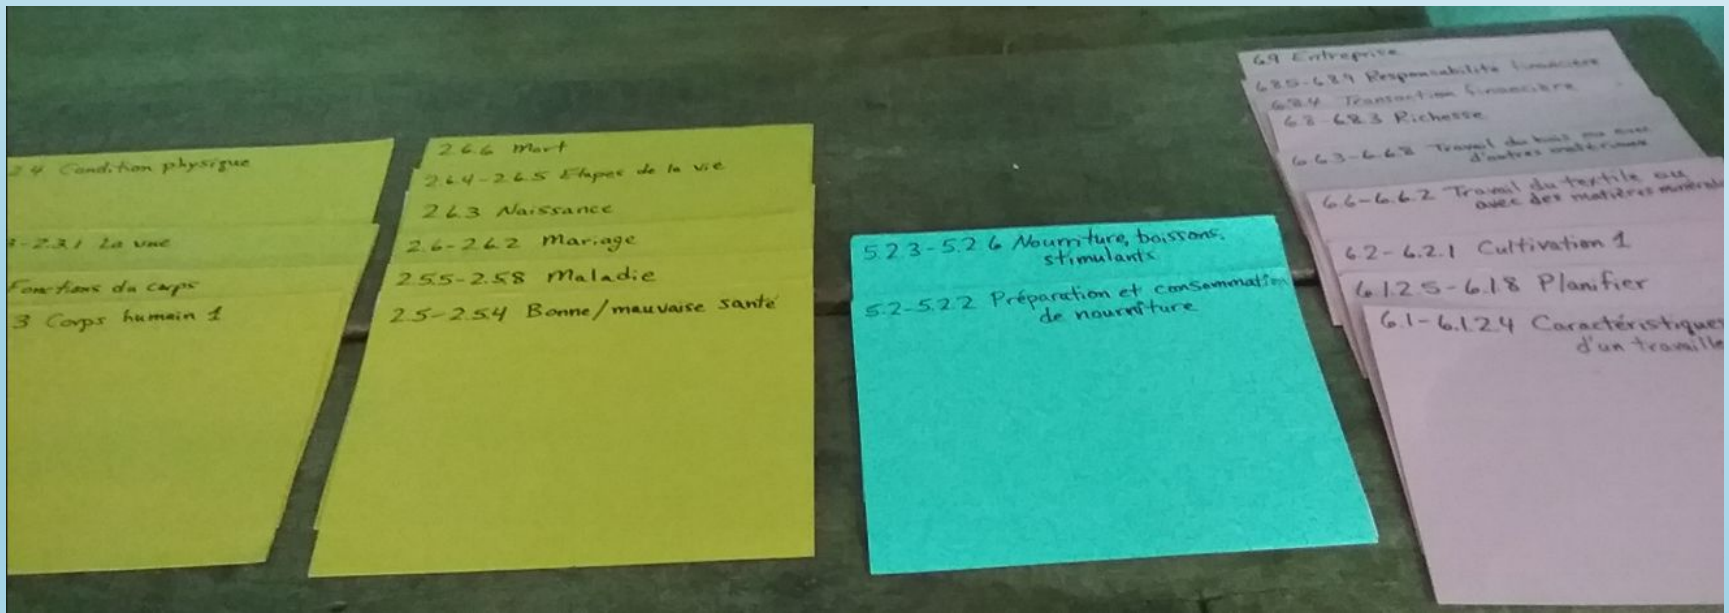 2.4 Condition physique
-2.3.1 La vue
Fonctions du corps
3 Corps humain 1
2.6.6 Mort
2.6.4-2.6.5 Etapes de la vie
2.6.3 Naissance
2.6-2.6.2 Mariage
2.5.5-2.5.8 Maladie
2.5-2.5.4 Bonne/mauvaise santé
5.2.3-5.2.6 Nourriture, boissons,
stimulants
5.2-5.2.2 Préparation et consommation
de nourriture
6.9 Entreprise
6.8.5-6.8.9 Responsabilité financière
6.8.4 Transaction financière
6.8-6.8.3 Richesse
6.6.3-6.6.8 Travail du bois ou avec
d'autres matériaux
6.6-6.6.2 Travail du textile ou
avec des matières minérales
6.2-6.2.1 Cultivation 1
6.1.2.5-6.1.8 Planifier
6.1-6.1.2.4 Caractéristiques
d'un travaille